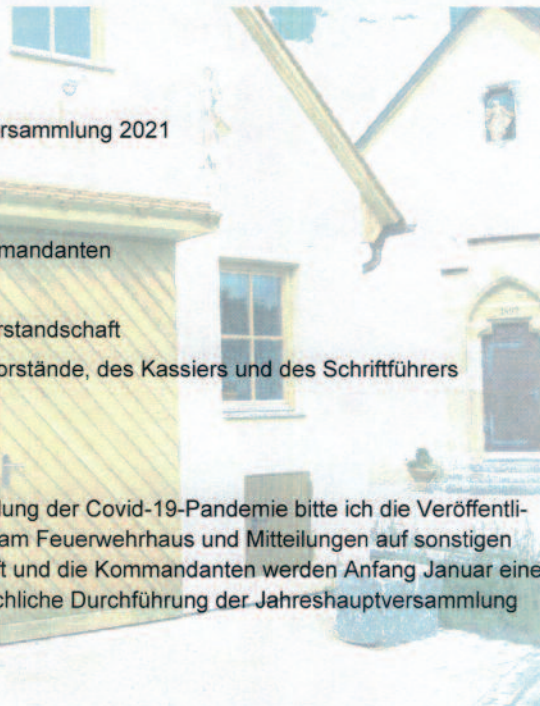 rsammlung 2021
mandanten
rstandschaft
orstände, des Kassiers und des Schriftführers
lung der Covid-19-Pandemie bitte ich die Veröffentli-
am Feuerwehrhaus und Mitteilungen auf sonstigen
ft und die Kommandanten werden Anfang Januar eine
chliche Durchführung der Jahreshauptversammlung